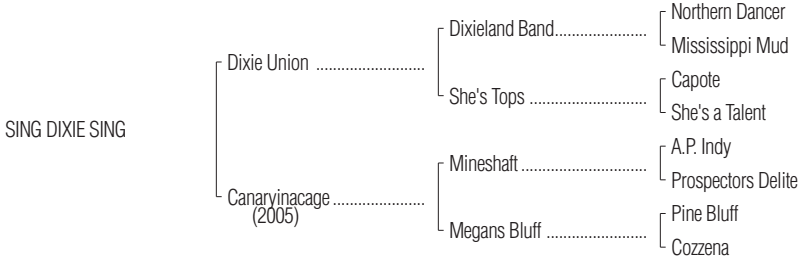 Northern Dancer
Dixieland Band
Mississippi Mud
Dixie Union
Capote
She's Tops
She's a Talent
SING DIXIE SING
A.P. Indy
Mineshaft
Prospectors Delite
Canaryinacage
(2005)
Pine Bluff
Megans Bluff
Cozzena